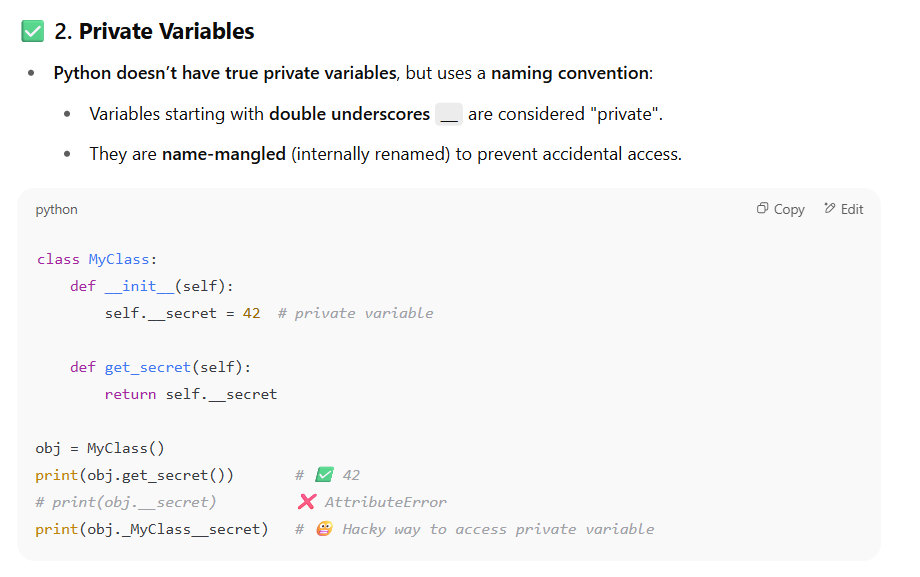 ✅ 2. Private Variables
• Python doesn’t have true private variables, but uses a naming convention:
• Variables starting with double underscores __ are considered "private".
• They are name-mangled (internally renamed) to prevent accidental access.
python Copy Edit
class MyClass:
    def __init__(self):
        self.__secret = 42  # private variable
    def get_secret(self):
        return self.__secret
obj = MyClass()
print(obj.get_secret())       # ✅ 42
# print(obj.__secret)         ❌ AttributeError
print(obj._MyClass__secret)   # 🫣 Hacky way to access private variable